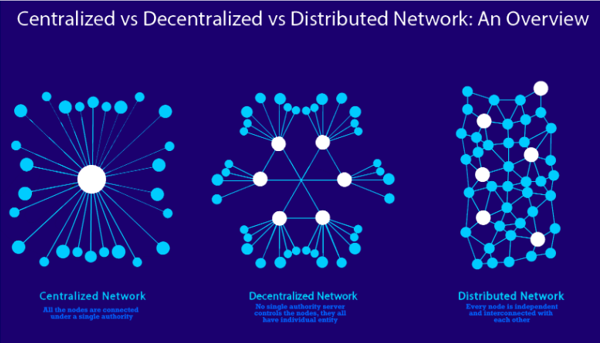 Centralized vs Decentralized vs Distributed Network: An Overview
Centralized Network
All the nodes are connected
under a single authority
Decentralized Network
No single authority server
controls the nodes, they all
have individual entity
Distributed Network
Every node is independent
and interconnected with
each other